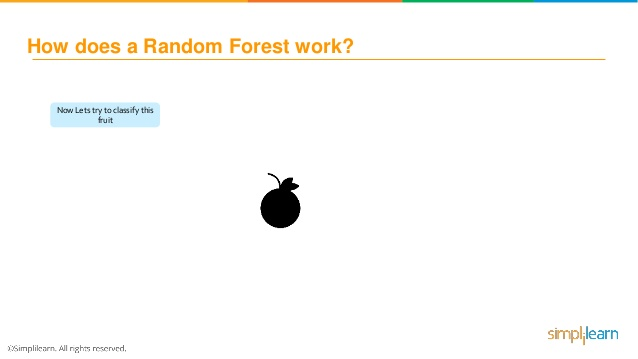 How does a Random Forest work?
Now Lets try to classify this
fruit
simplilearn
©Simplilearn. All rights reserved.